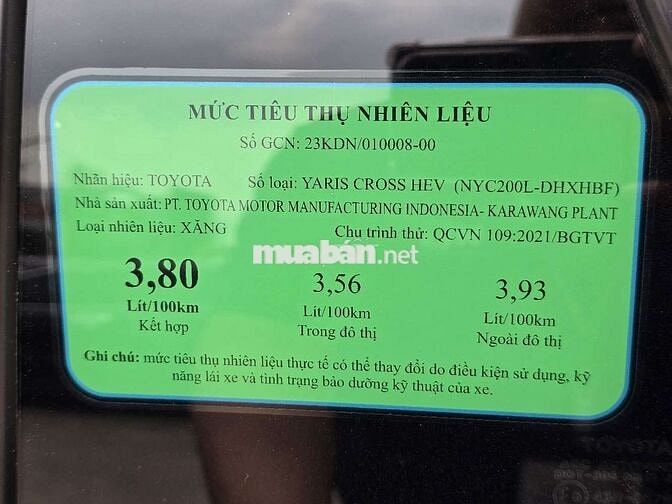 MỨC TIÊU THỤ NHIÊN LIỆU
Số GCN: 23KDN/010008-00
Nhãn hiệu: TOYOTA Số loại: YARIS CROSS HEV (NYC200L-DHXHBF)
Nhà sản xuất: PT. TOYOTA MOTOR MANUFACTURING INDONESIA- KARAWANG PLANT
Loại nhiên liệu: XĂNG Chu trình thử: QCVN 109:2021/BGTVT
muaban.net
3,80 3,56 3,93
Lít/100km Lít/100km Lít/100km
Kết hợp Trong đô thị Ngoài đô thị
Ghi chú: mức tiêu thụ nhiên liệu thực tế có thể thay đổi do điều kiện sử dụng, kỹ
năng lái xe và tình trạng bảo dưỡng kỹ thuật của xe.
TOYOTA